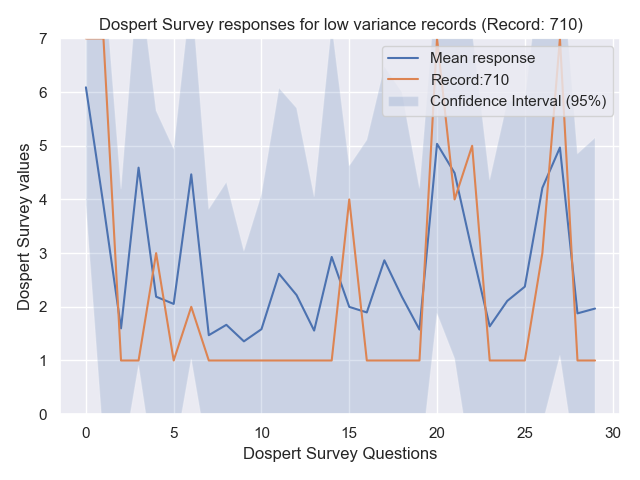 Dospert Survey responses for low variance records (Record: 710)
Mean response
Record:710
Confidence Interval (95%)
Dospert Survey values
7
6
5
4
3
2
1
0
0 5 10 15 20 25 30
Dospert Survey Questions